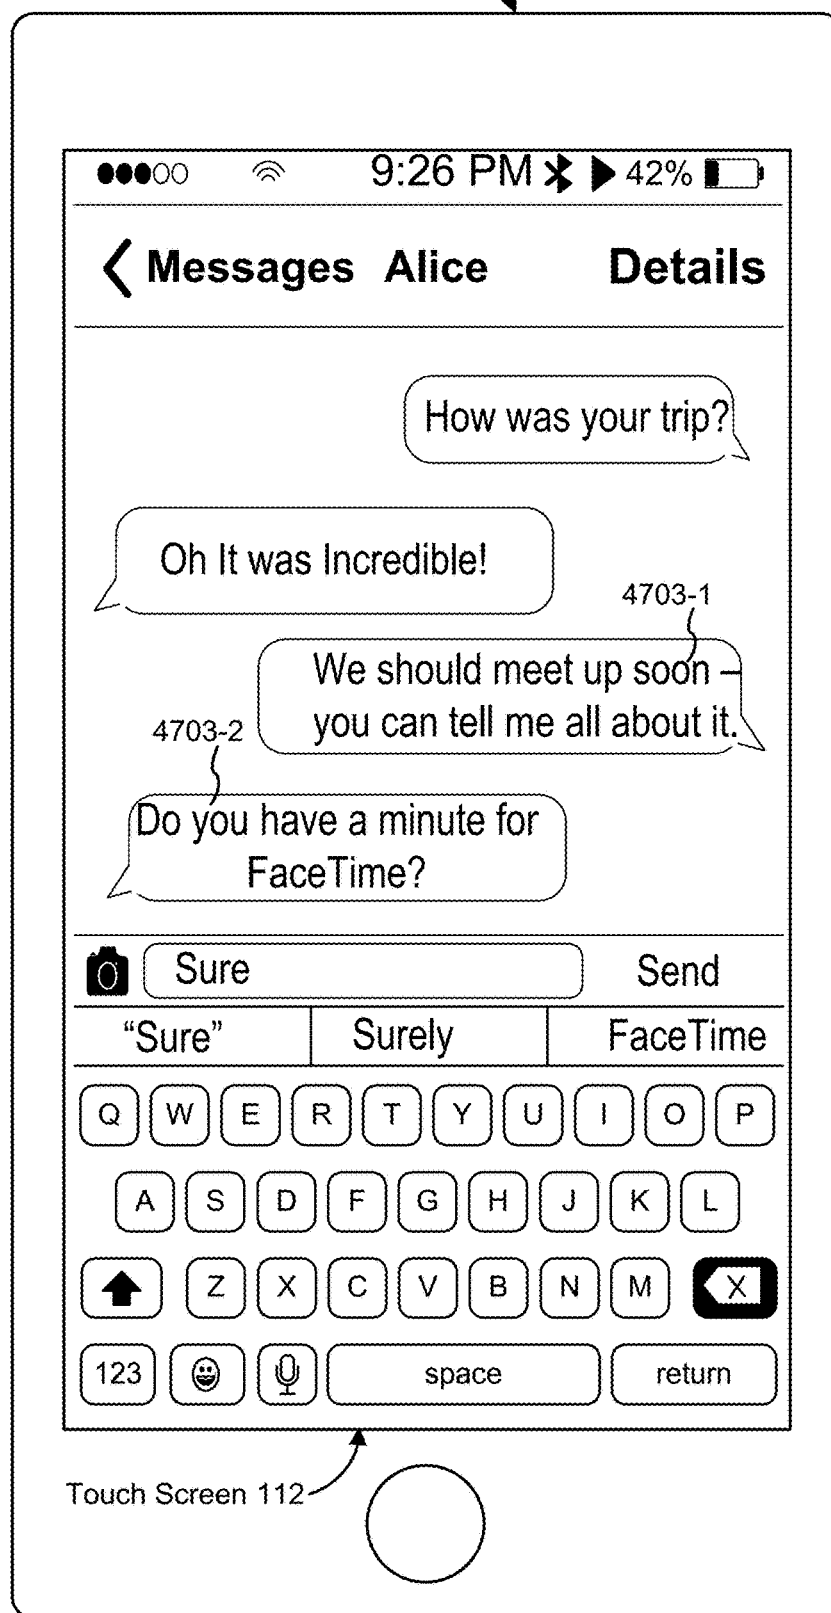 9:26 PM 42%
Messages Alice Details
How was your trip?
Oh It was Incredible!
4703-1
We should meet up soon –
you can tell me all about it.
4703-2
Do you have a minute for
FaceTime?
Sure Send
“Sure” Surely FaceTime
Q W E R T Y U I O P
A S D F G H J K L
Z X C V B N M X
123 space return
Touch Screen 112